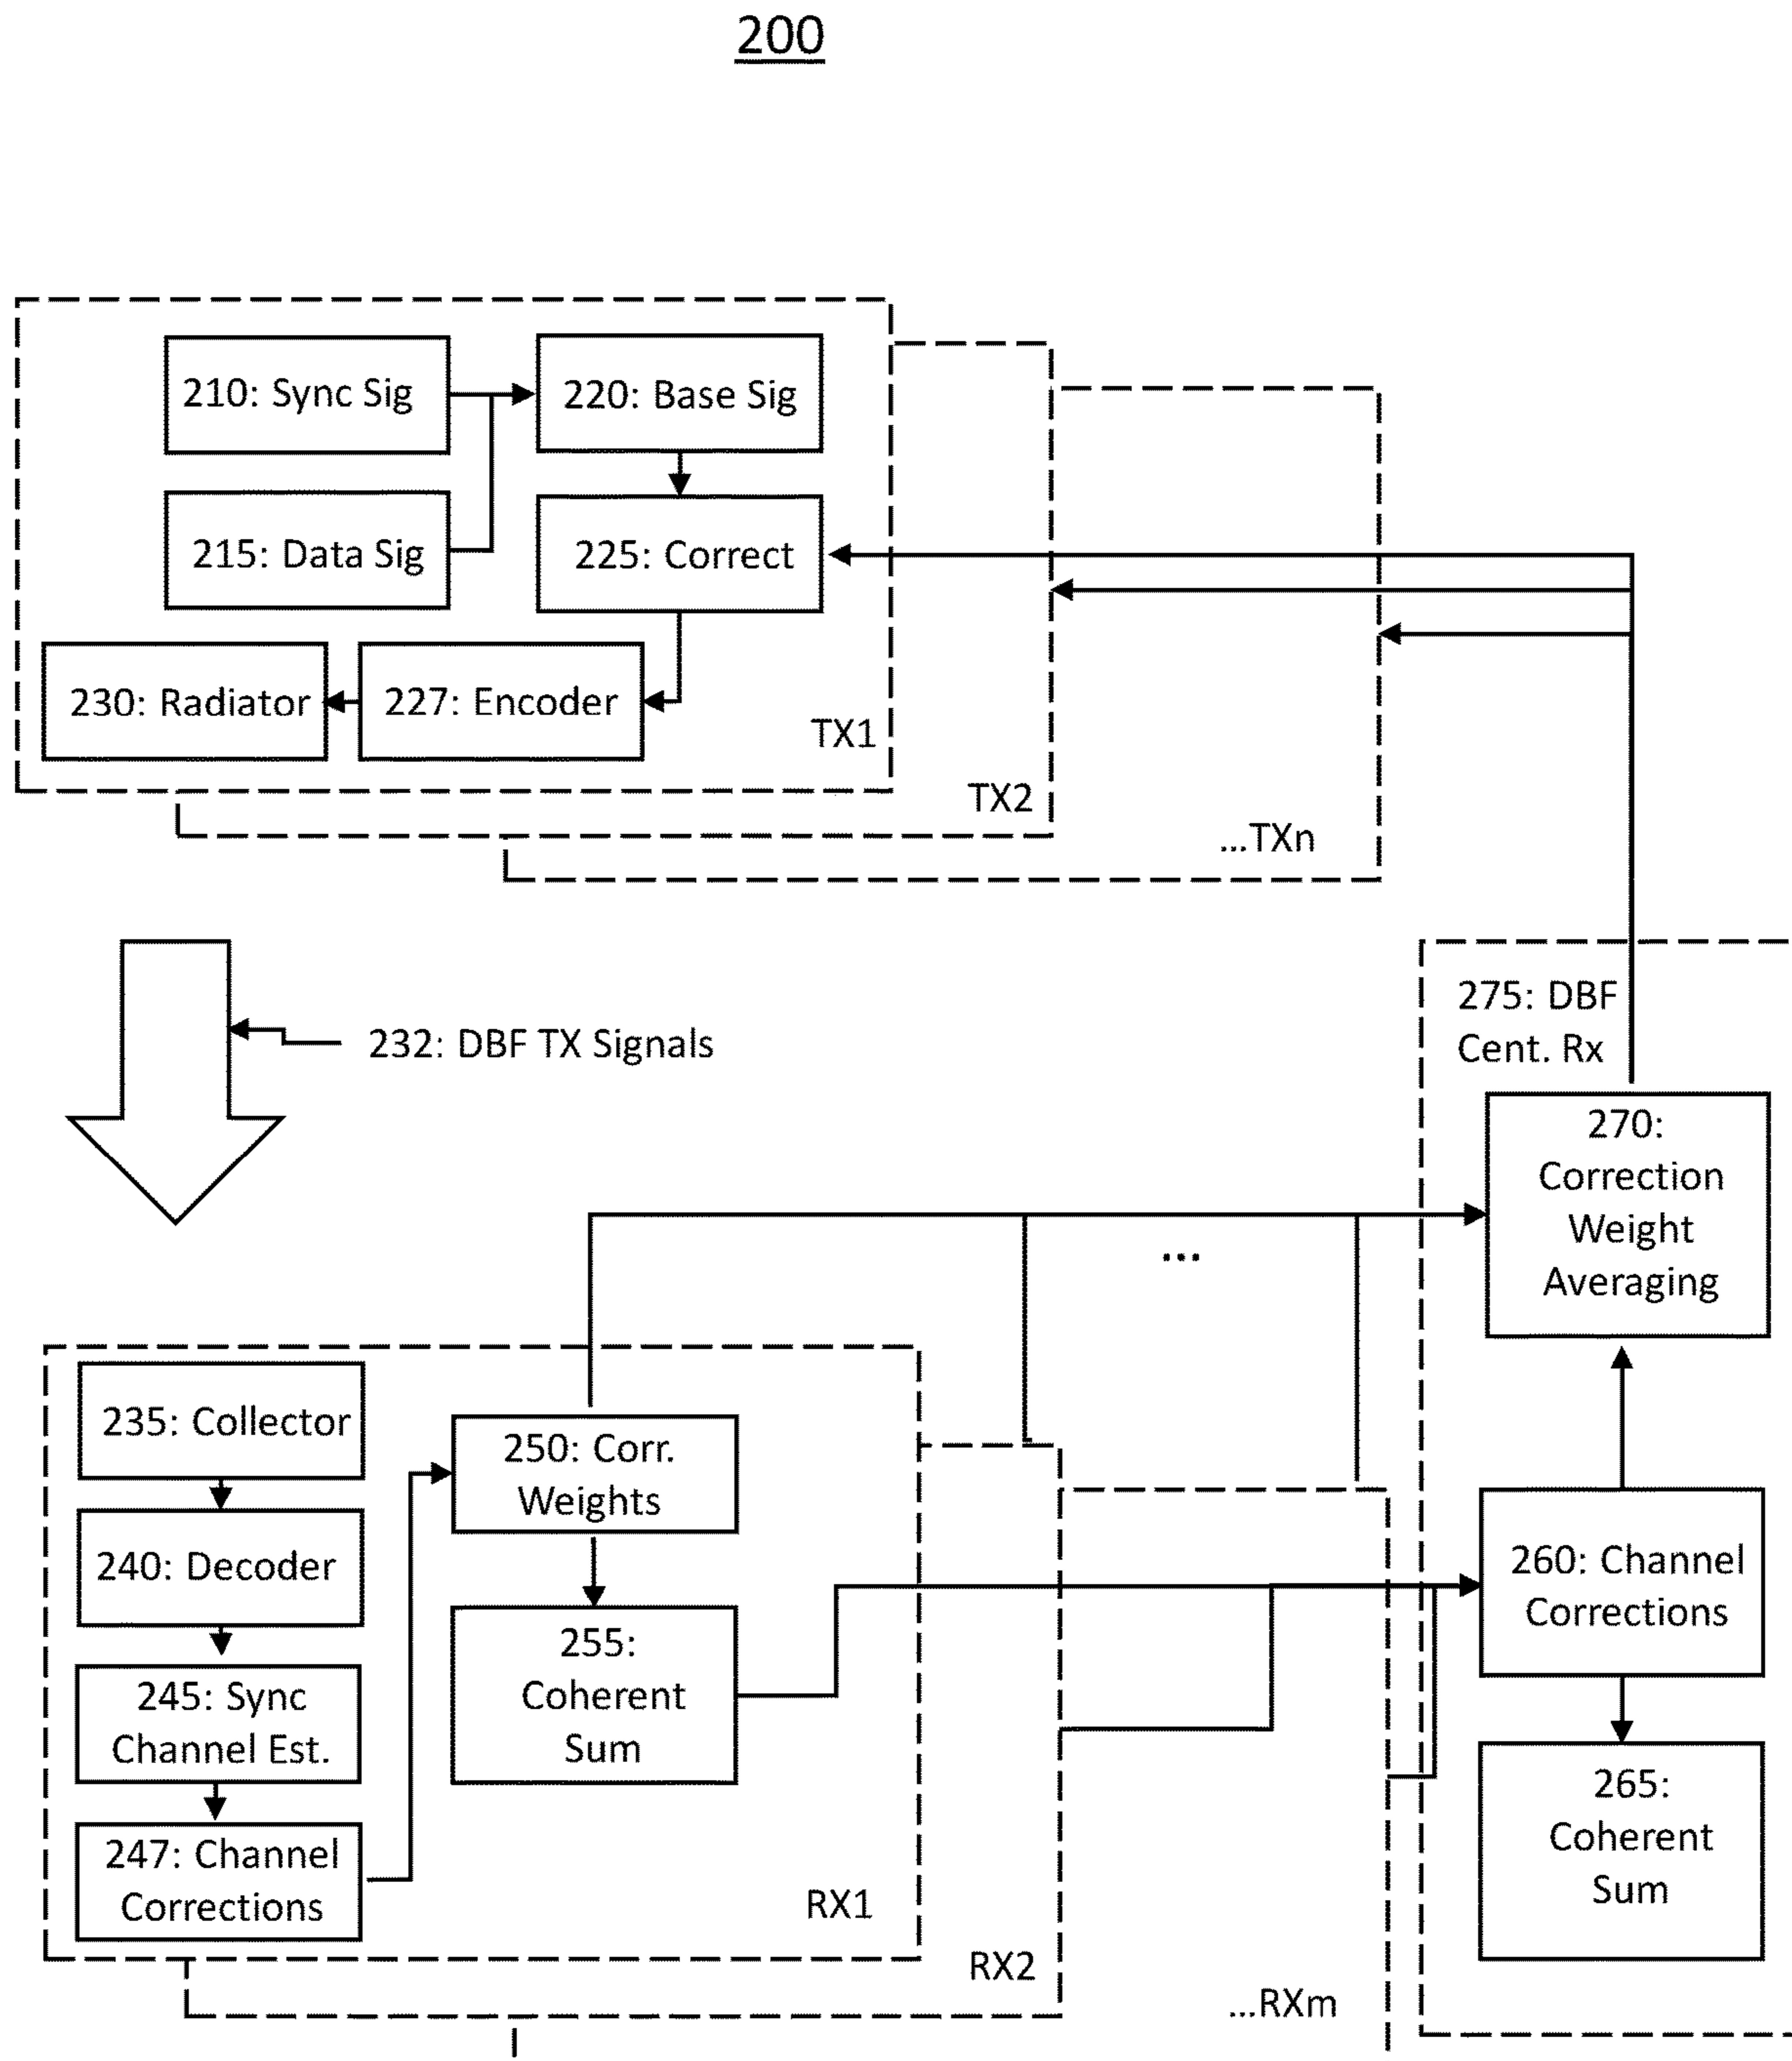 200
210: Sync Sig
220: Base Sig
215: Data Sig
225: Correct
230: Radiator
227: Encoder
TX1
TX2
...TXn
232: DBF TX Signals
275: DBF
Cent. Rx
270:
Correction
Weight
Averaging
...
235: Collector
250: Corr.
Weights
240: Decoder
260: Channel
Corrections
255:
Coherent
Sum
245: Sync
Channel Est.
265:
Coherent
Sum
247: Channel
Corrections
RX1
RX2
...RXm